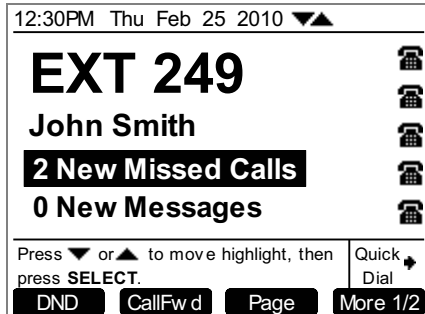 12:30PM Thu Feb 25 2010
EXT 249
John Smith
2 New Missed Calls
0 New Messages
Press ▼ or ▲ to move highlight, then
press SELECT.
Quick
Dial
DND CallFwd Page More 1/2